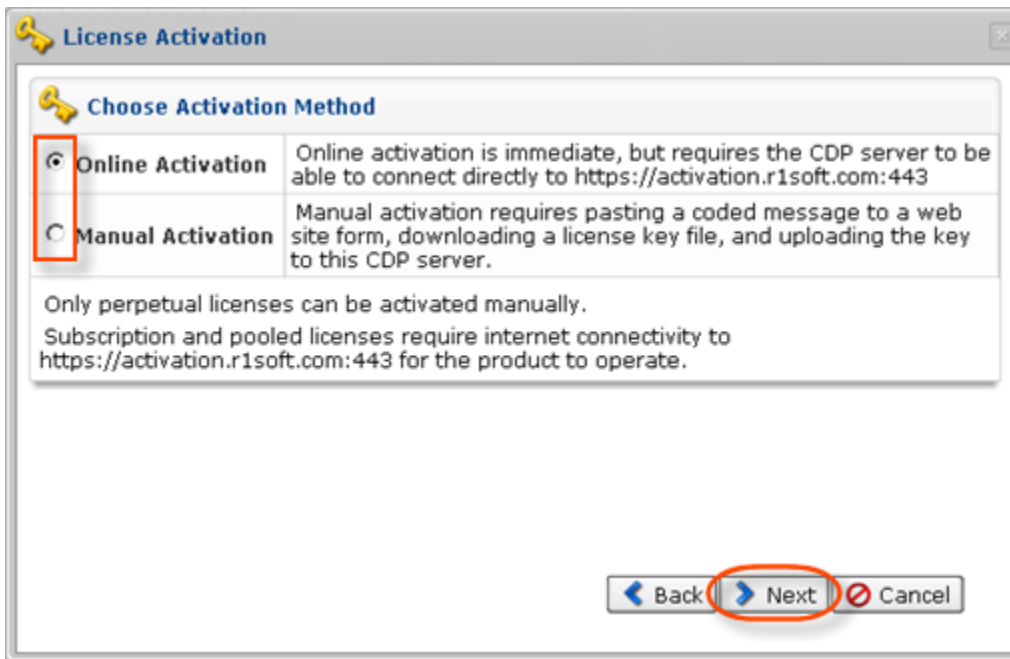 License Activation
Choose Activation Method
Online Activation
Online activation is immediate, but requires the CDP server to be
able to connect directly to https://activation.r1soft.com:443
Manual Activation
Manual activation requires pasting a coded message to a web
site form, downloading a license key file, and uploading the key
to this CDP server.
Only perpetual licenses can be activated manually.
Subscription and pooled licenses require internet connectivity to
https://activation.r1soft.com:443 for the product to operate.
Back
Next
Cancel